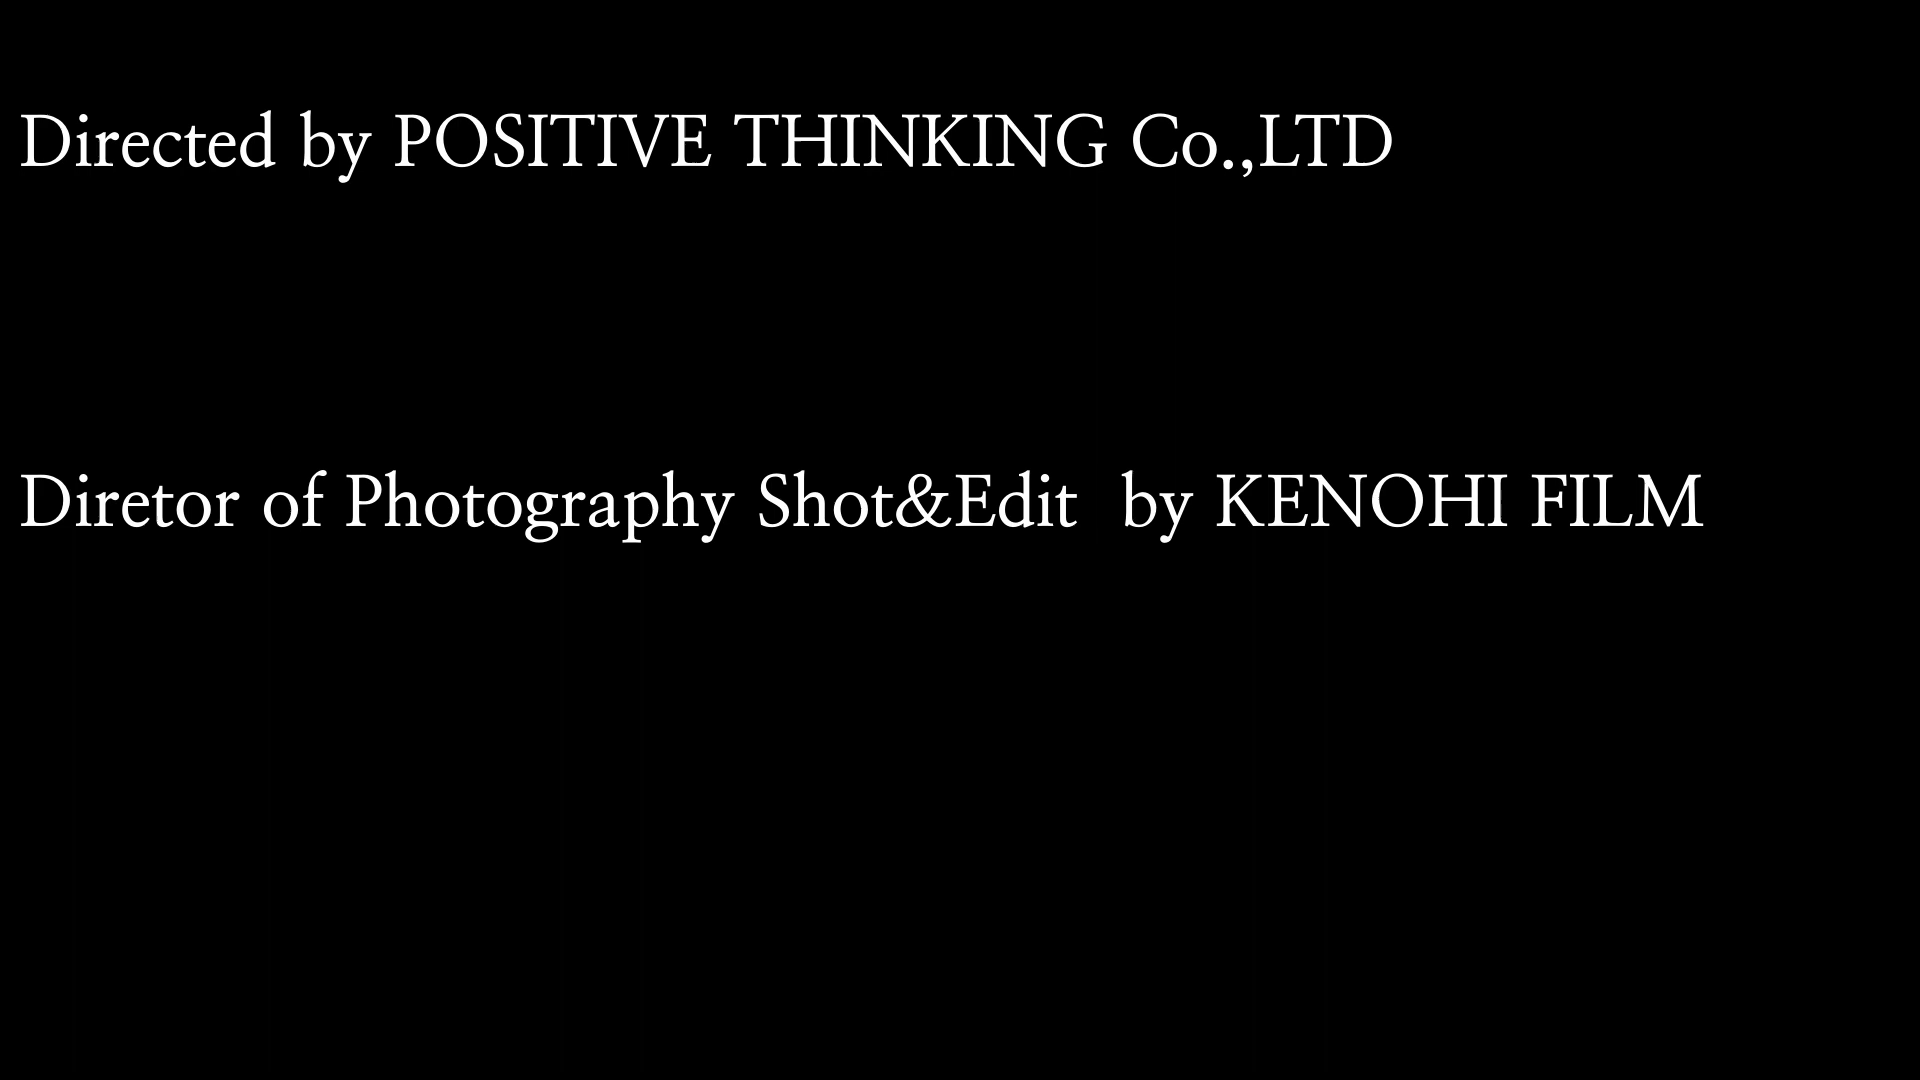 Directed by POSITIVE THINKING Co.,LTD
Diretor of Photography Shot&Edit  by KENOHI FILM